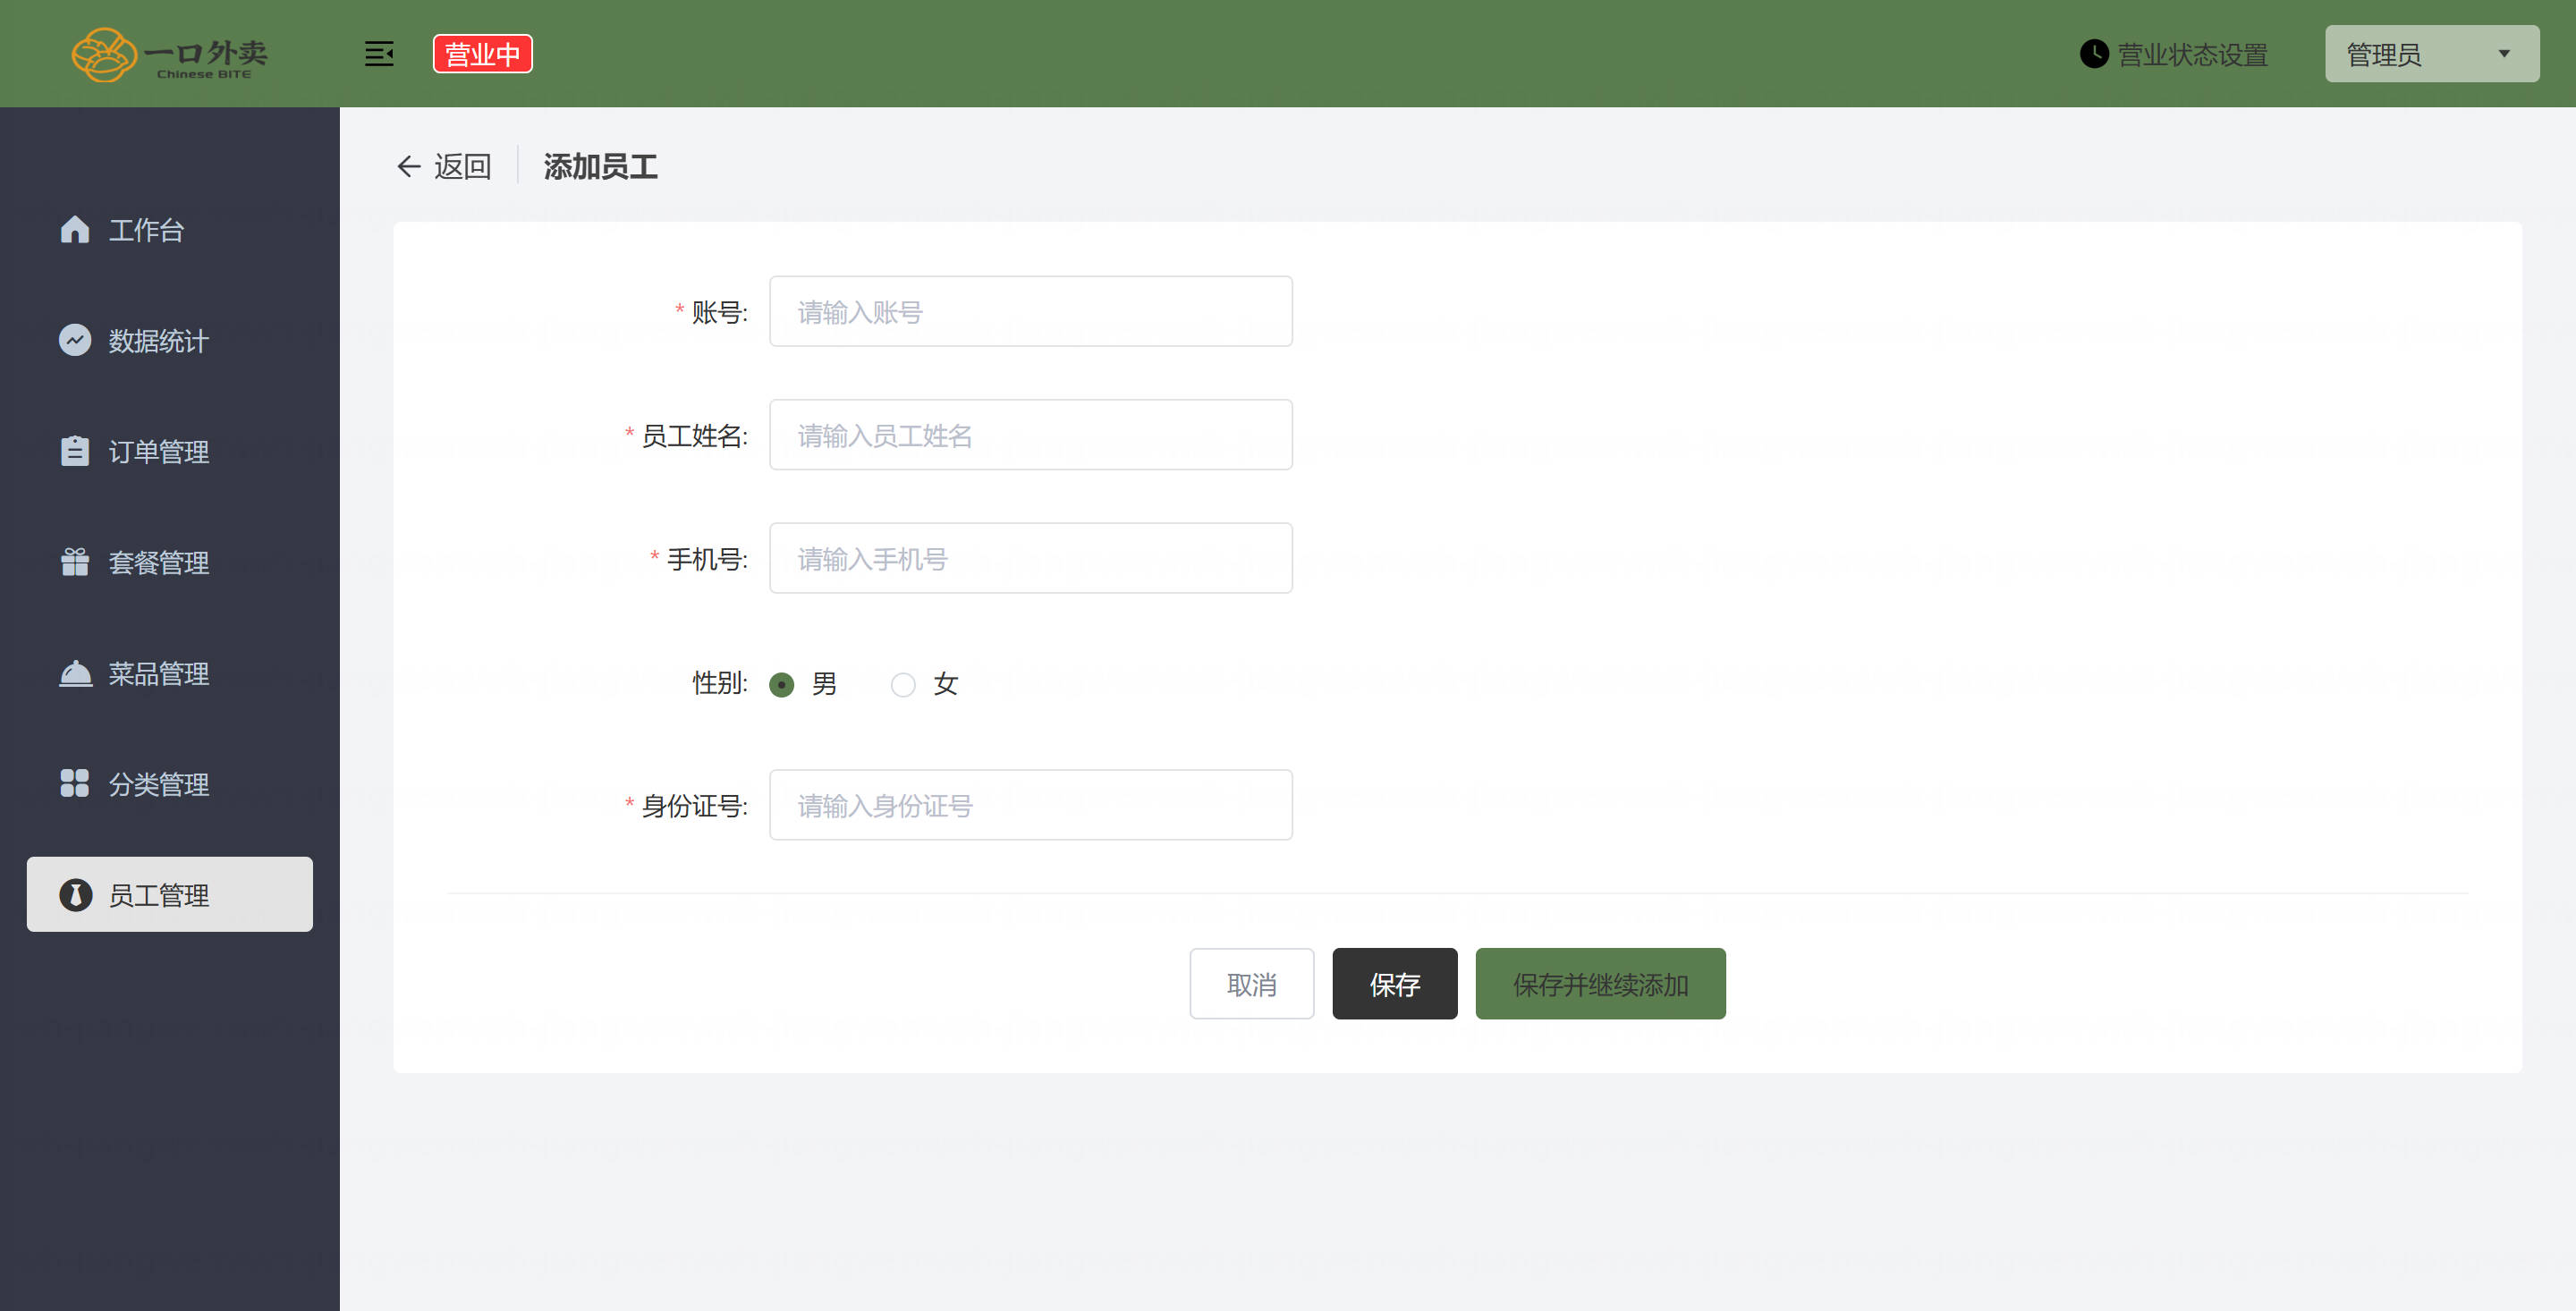 一口外卖
Chinese BITE
营业中
营业状态设置
管理员
返回
添加员工
工作台
数据统计
订单管理
套餐管理
菜品管理
分类管理
员工管理
* 账号: 请输入账号
* 员工姓名: 请输入员工姓名
* 手机号: 请输入手机号
性别: 男 女
* 身份证号: 请输入身份证号
取消 保存 保存并继续添加